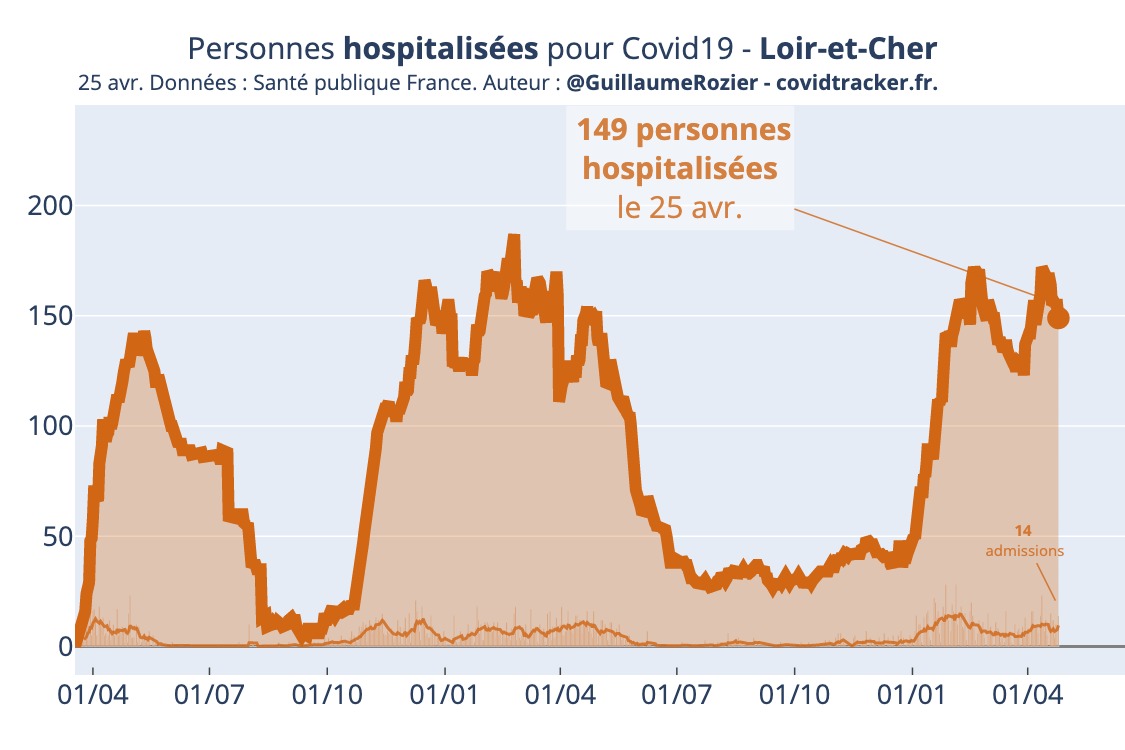 Personnes hospitalisées pour Covid19 - Loir-et-Cher
25 avr. Données : Santé publique France. Auteur : @GuillaumeRozier - covidtracker.fr.
149 personnes
hospitalisées
le 25 avr.
200
150
100
50
0
14
admissions
01/04 01/07 01/10 01/01 01/04 01/07 01/10 01/01 01/04